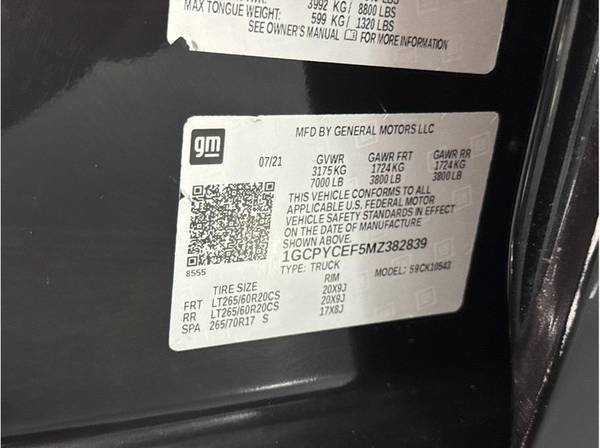 3992 KG/ 8800 LBS
MAX TONGUE WEIGHT: 599 KG / 1320 LBS
SEE OWNER'S MANUAL FOR MORE INFORMATION
gm
MFD BY GENERAL MOTORS LLC
07/21 GVWR GAWR FRT GAWR RR
3175 KG 1724 KG 1724 KG
7000 LB 3800 LB 3800 LB
THIS VEHICLE CONFORMS TO ALL
APPLICABLE U.S. FEDERAL MOTOR
VEHICLE SAFETY STANDARDS IN EFFECT
ON THE DATE OF MANUFACTURE
SHOWN ABOVE.
1GCPYCEF5MZ382839
8555
TYPE: TRUCK MODEL: 59CK10543
TIRE SIZE RIM
FRT LT265/60R20CS 20X9J
RR LT265/60R20CS 20X9J
SPA 265/70R17 S 17X8J